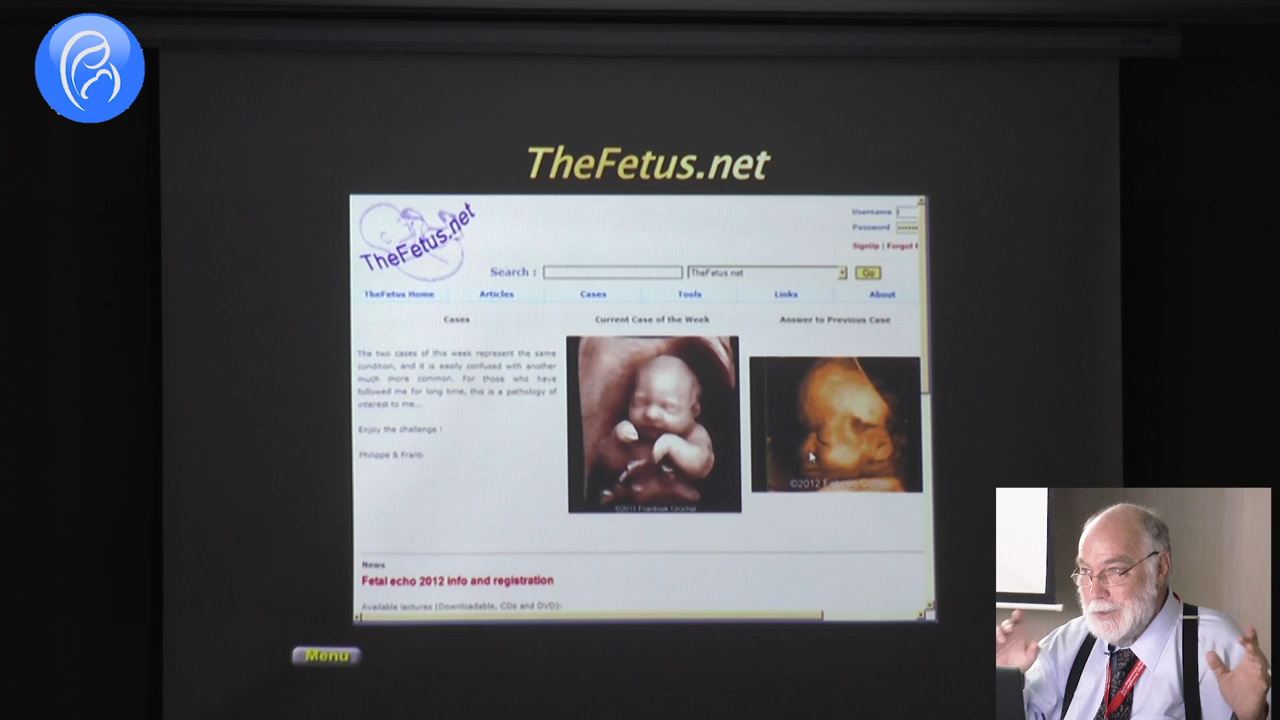 TheFetus.net
TheFetus.net
Username
Password
SignUp | Forgot
Search :
TheFetus net
Go
TheFetus Home
Articles
Cases
Tools
Links
About
Cases
Current Case of the Week
Answer to Previous Case
The two cases of this week represent the same
condition, and it is easily confused with another
much more common. For those who have
followed me for long time, this is a pathology of
interest to me...
Enjoy the challenge !
Philippe &
©2012
News
Fetal echo 2012 info and registration
Available lectures (Downloadable, CDs and DVD):
Menu